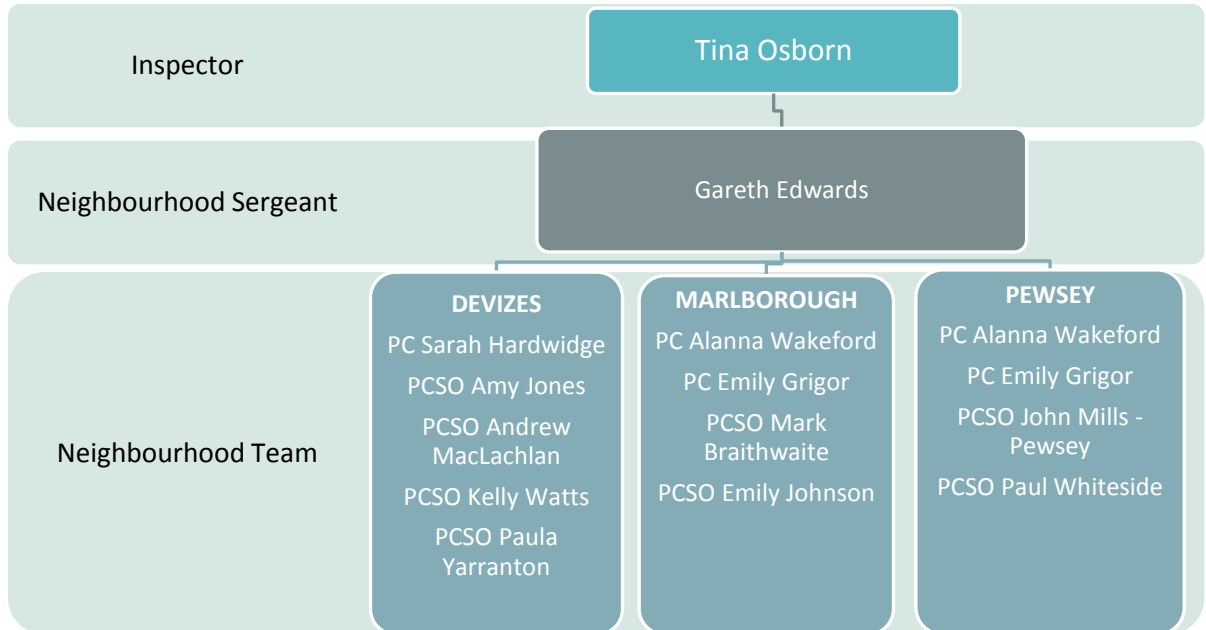 Inspector
Tina Osborn
Neighbourhood Sergeant
Gareth Edwards
Neighbourhood Team
DEVIZES
PC Sarah Hardwidge
PCSO Amy Jones
PCSO Andrew
MacLachlan
PCSO Kelly Watts
PCSO Paula
Yarranton
MARLBOROUGH
PC Alanna Wakeford
PC Emily Grigor
PCSO Mark
Braithwaite
PCSO Emily Johnson
PEWSEY
PC Alanna Wakeford
PC Emily Grigor
PCSO John Mills -
Pewsey
PCSO Paul Whiteside